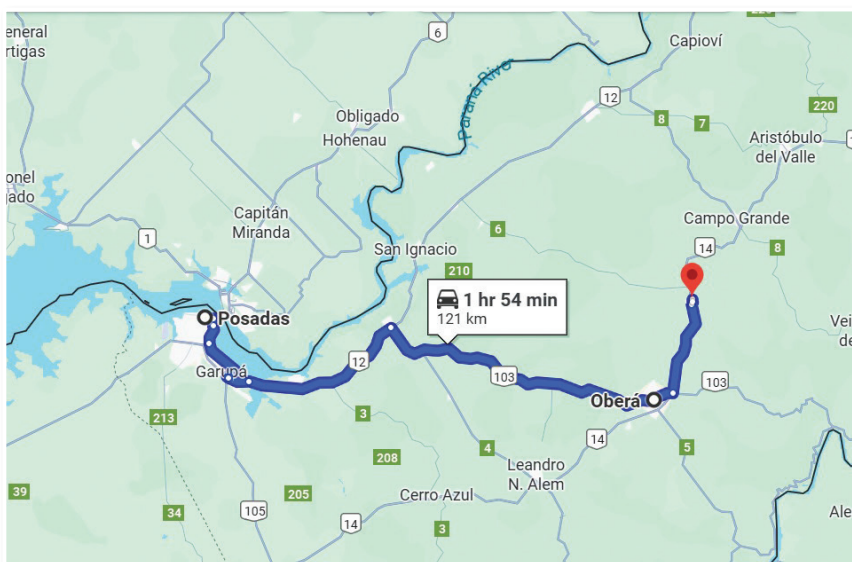 General
rtigas
6
Capioví
12
Paraná River
220
Obligado
Hohenau
8
7
Aristóbulo
del Valle
onel
gado
Capitán
Miranda
Campo Grande
1
6
San Ignacio
14
8
210
1 hr 54 min
121 km
Posadas
Vei
de
Garupá
12
103
103
Oberá
213
3
14
5
4
208
Leandro
N. Alem
39
205
Cerro Azul
34
105
14
3
Ale